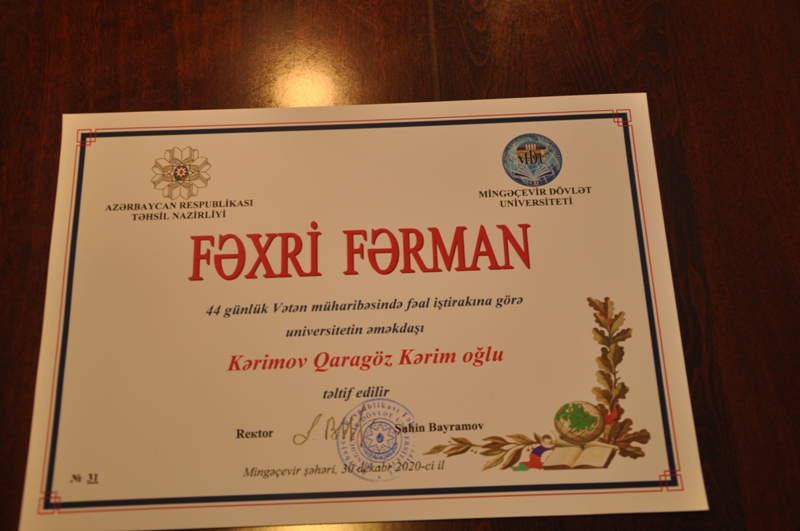 AZƏRBAYCAN RESPUBLİKASI
TƏHSİL NAZİRLİYİ
MDU
MİNGƏÇEVİR DÖVLƏT
UNİVERSİTETİ
FƏXRİ FƏRMAN
44 günlük Vətən müharibəsində fəal iştirakına görə
universitetin əməkdaşı
Kərimov Qaragöz Kərim oğlu
təltif edilir
Rektor Şahin Bayramov
Mingəçevir şəhəri, 30 dekabr 2020-ci il
№ 31